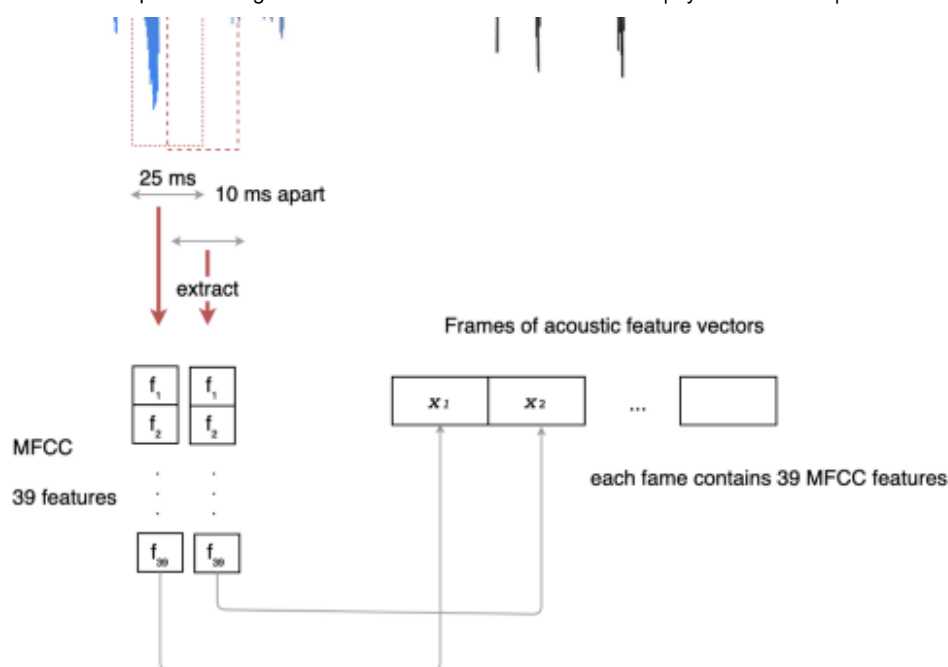 25 ms
10 ms apart
extract
Frames of acoustic feature vectors
f1 f1
f2 f2
x1 x2 ...
MFCC
each fame contains 39 MFCC features
39 features
f39 f39